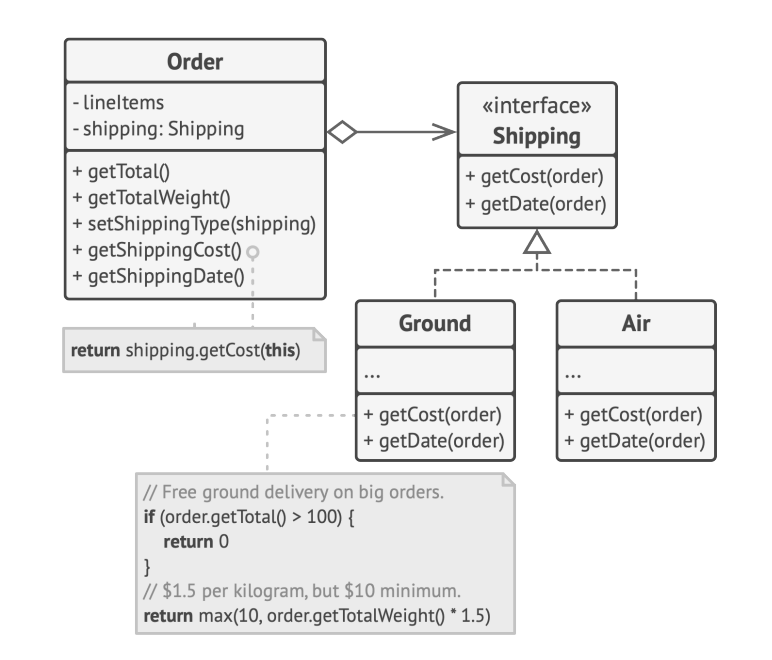 Order
- lineItems
- shipping: Shipping
+ getTotal()
+ getTotalWeight()
+ setShippingType(shipping)
+ getShippingCost()
+ getShippingDate()
return shipping.getCost(this)
«interface»
Shipping
+ getCost(order)
+ getDate(order)
Ground
...
+ getCost(order)
+ getDate(order)
Air
...
+ getCost(order)
+ getDate(order)
// Free ground delivery on big orders.
if (order.getTotal() > 100) {
return 0
}
// $1.5 per kilogram, but $10 minimum.
return max(10, order.getTotalWeight() * 1.5)